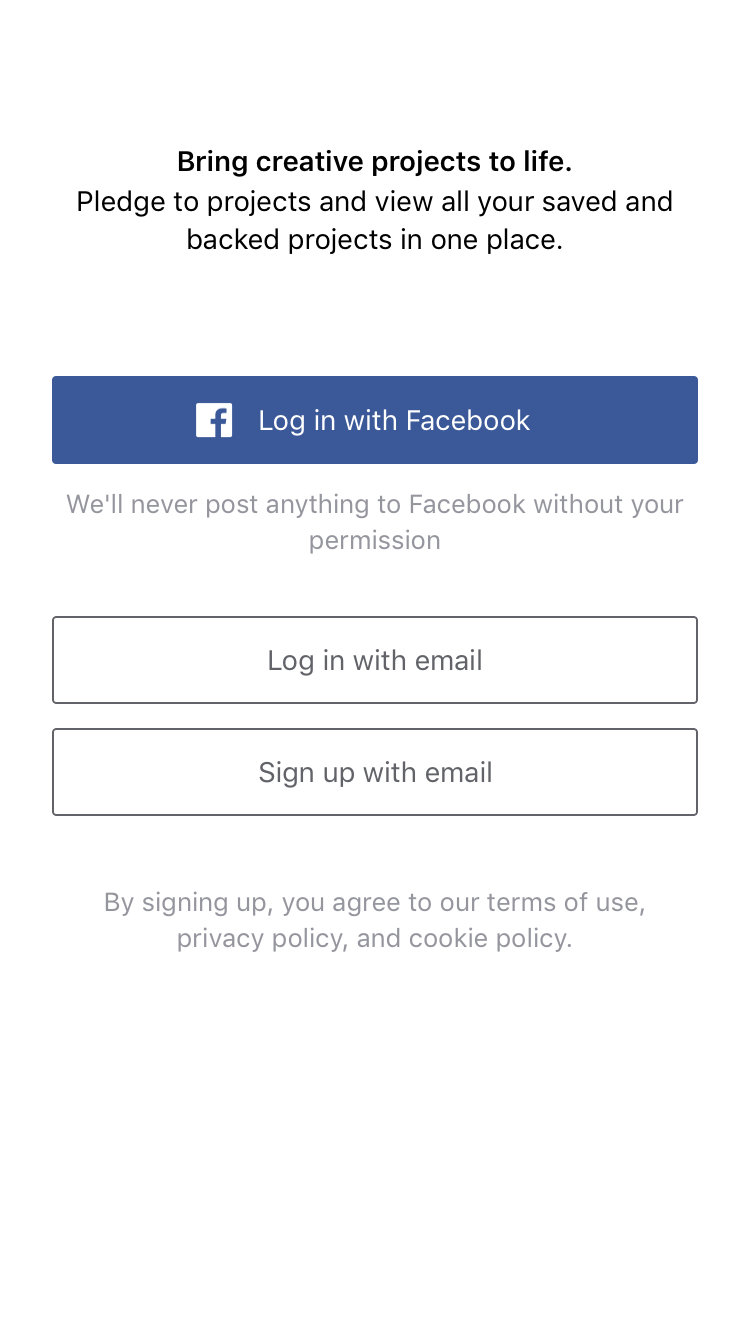 Bring creative projects to life.
Pledge to projects and view all your saved and
backed projects in one place.
Log in with Facebook
We'll never post anything to Facebook without your
permission
Log in with email
Sign up with email
By signing up, you agree to our terms of use,
privacy policy, and cookie policy.